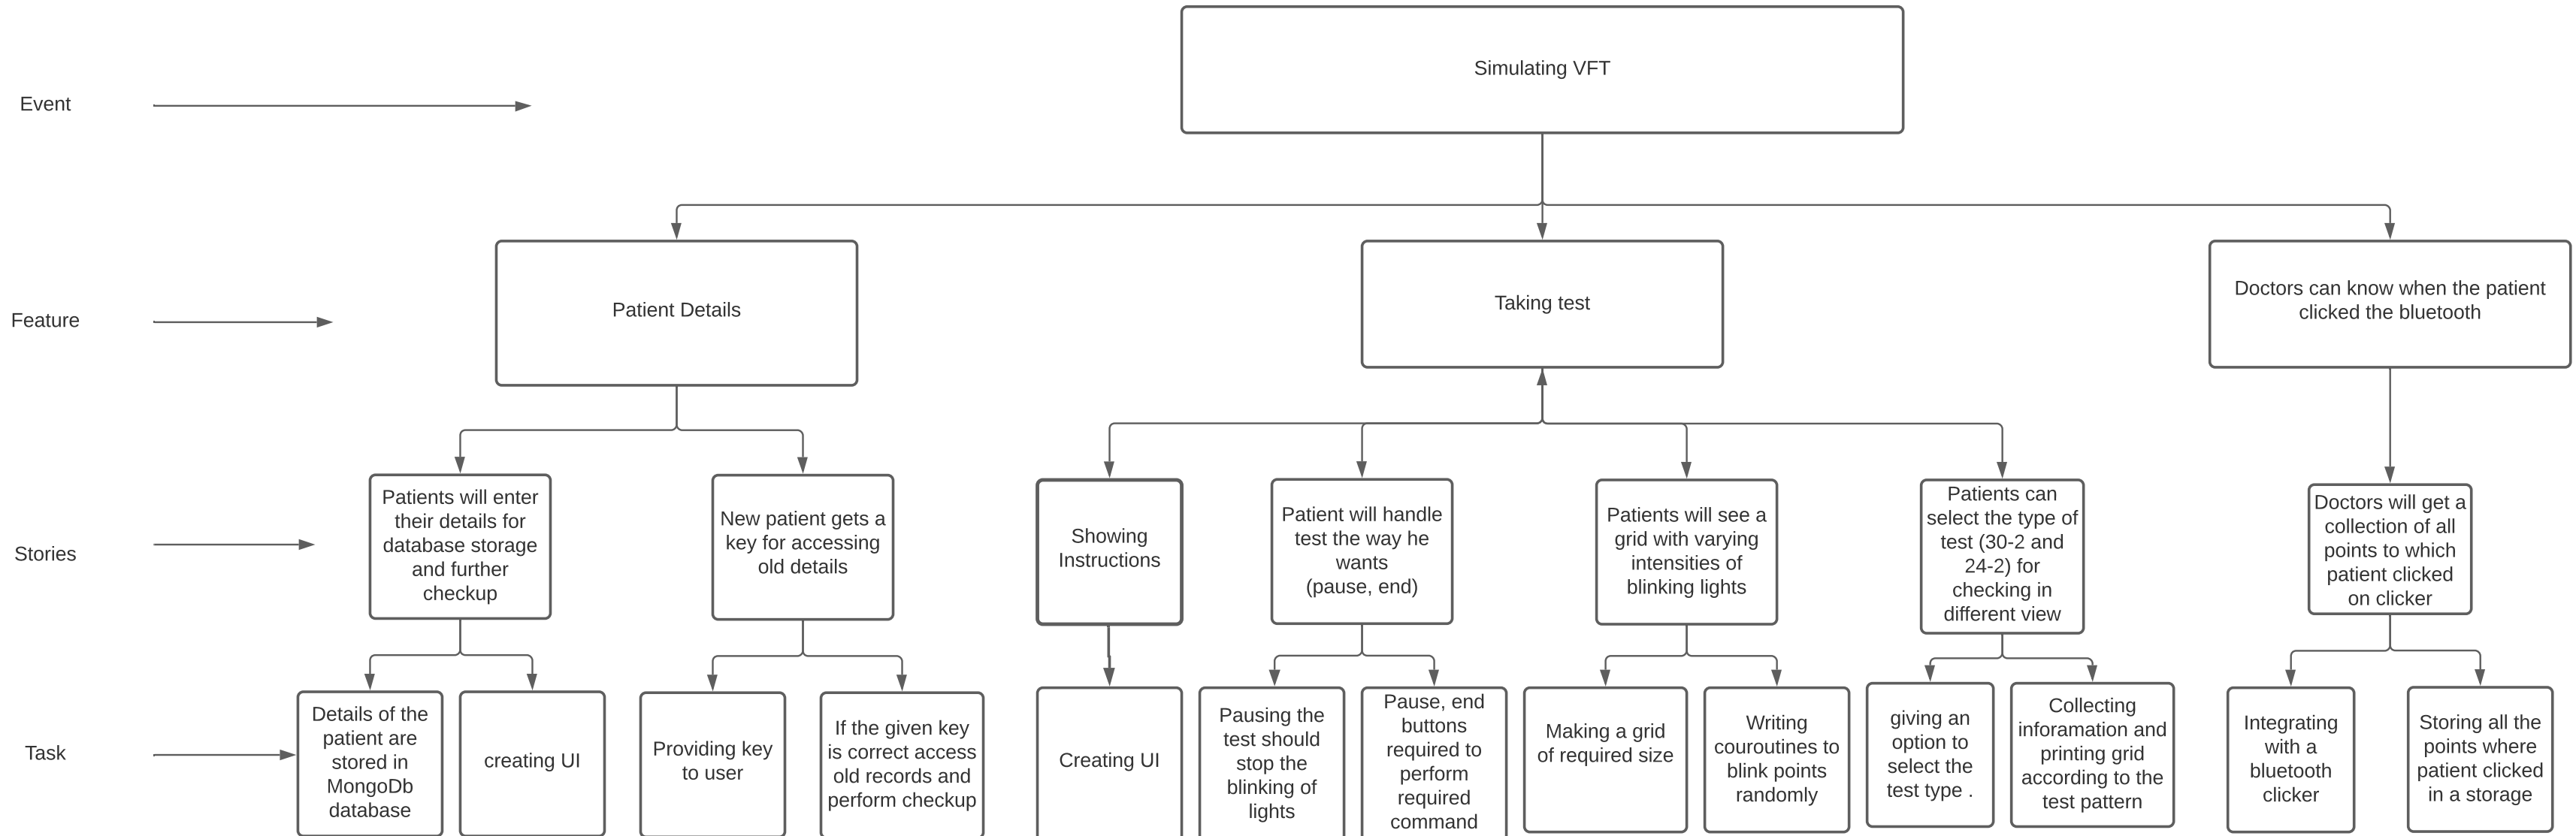 Simulating VFT
Event
Feature
Patient Details
Taking test
Doctors can know when the patient
clicked the bluetooth
Stories
Patients will enter
their details for
database storage
and further
checkup
New patient gets a
key for accessing
old details
Showing
Instructions
Patient will handle
test the way he
wants
(pause, end)
Patients will see a
grid with varying
intensities of
blinking lights
Patients can
select the type of
test (30-2 and
24-2) for
checking in
different view
Doctors will get a
collection of all
points to which
patient clicked
on clicker
Task
Details of the
patient are
stored in
MongoDb
database
creating UI
Providing key
to user
If the given key
is correct access
old records and
perform checkup
Creating UI
Pausing the
test should
stop the
blinking of
lights
Pause, end
buttons
required to
perform
required
command
Making a grid
of required size
Writing
couroutines to
blink points
randomly
giving an
option to
select the
test type .
Collecting
inforamation and
printing grid
according to the
test pattern
Integrating
with a
bluetooth
clicker
Storing all the
points where
patient clicked
in a storage